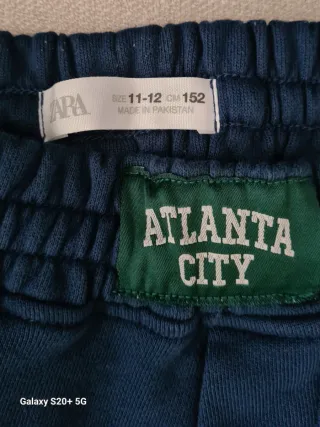 ZARA
SIZE 11-12 CM 152
MADE IN PAKISTAN
ATLANTA
CITY
Galaxy S20+ 5G